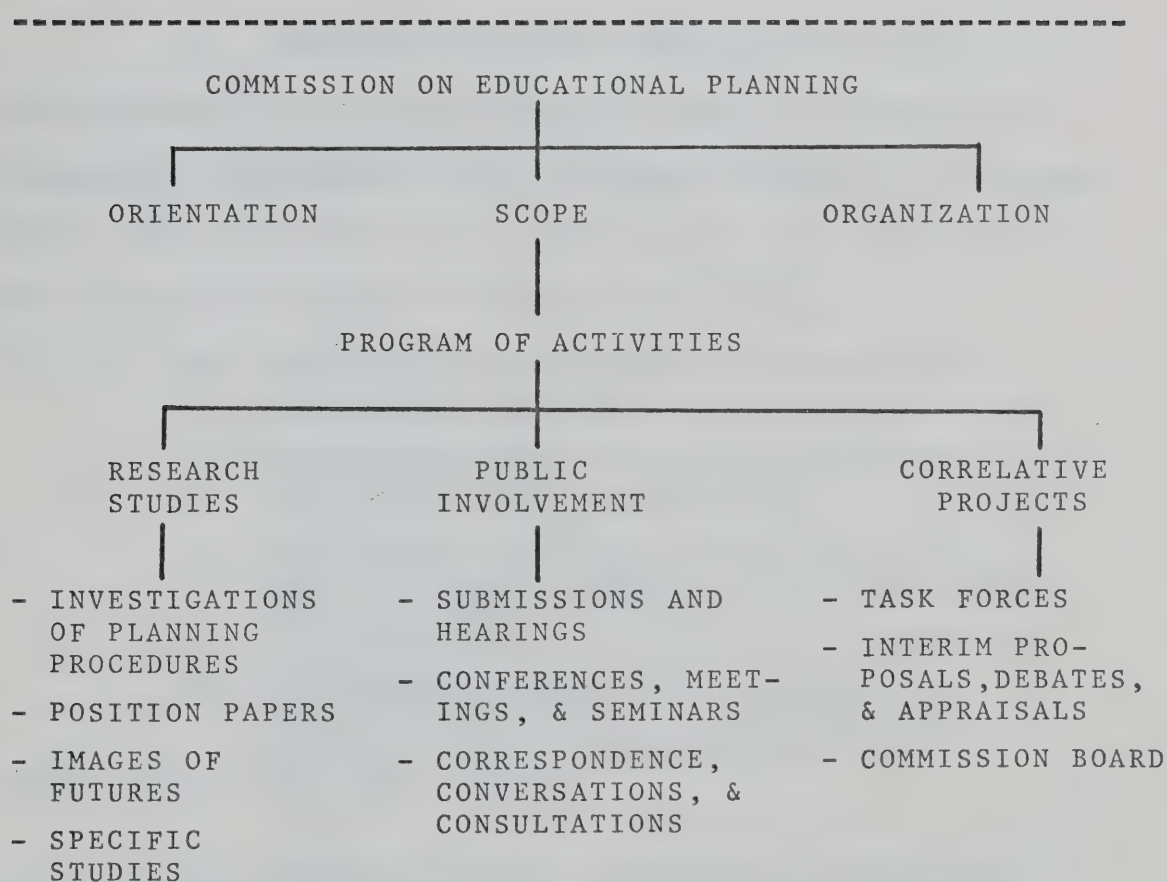 COMMISSION ON EDUCATIONAL PLANNING
ORIENTATION
SCOPE
ORGANIZATION
PROGRAM OF ACTIVITIES
RESEARCH
STUDIES
PUBLIC
INVOLVEMENT
CORRELATIVE
PROJECTS
- INVESTIGATIONS
OF PLANNING
PROCEDURES
- POSITION PAPERS
- IMAGES OF
FUTURES
- SPECIFIC
STUDIES
- SUBMISSIONS AND
HEARINGS
- CONFERENCES, MEET-
INGS, & SEMINARS
- CORRESPONDENCE,
CONVERSATIONS, &
CONSULTATIONS
- TASK FORCES
- INTERIM PRO-
POSALS,DEBATES,
& APPRAISALS
- COMMISSION BOARD